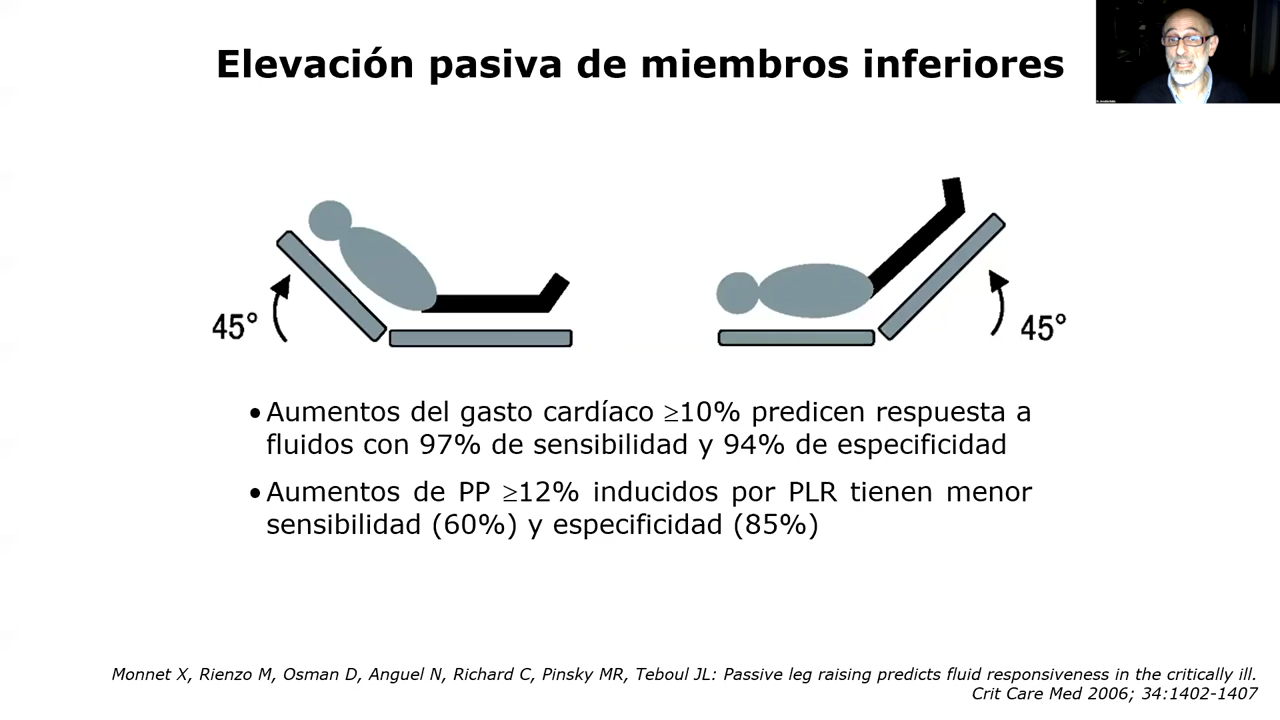 Elevación pasiva de miembros inferiores
45°
45°
•Aumentos del gasto cardíaco ≥10% predicen respuesta a
fluidos con 97% de sensibilidad y 94% de especificidad
•Aumentos de PP ≥12% inducidos por PLR tienen menor
sensibilidad (60%) y especificidad (85%)
Monnet X, Rienzo M, Osman D, Anguel N, Richard C, Pinsky MR, Teboul JL: Passive leg raising predicts fluid responsiveness in the critically ill.
Crit Care Med 2006; 34:1402-1407